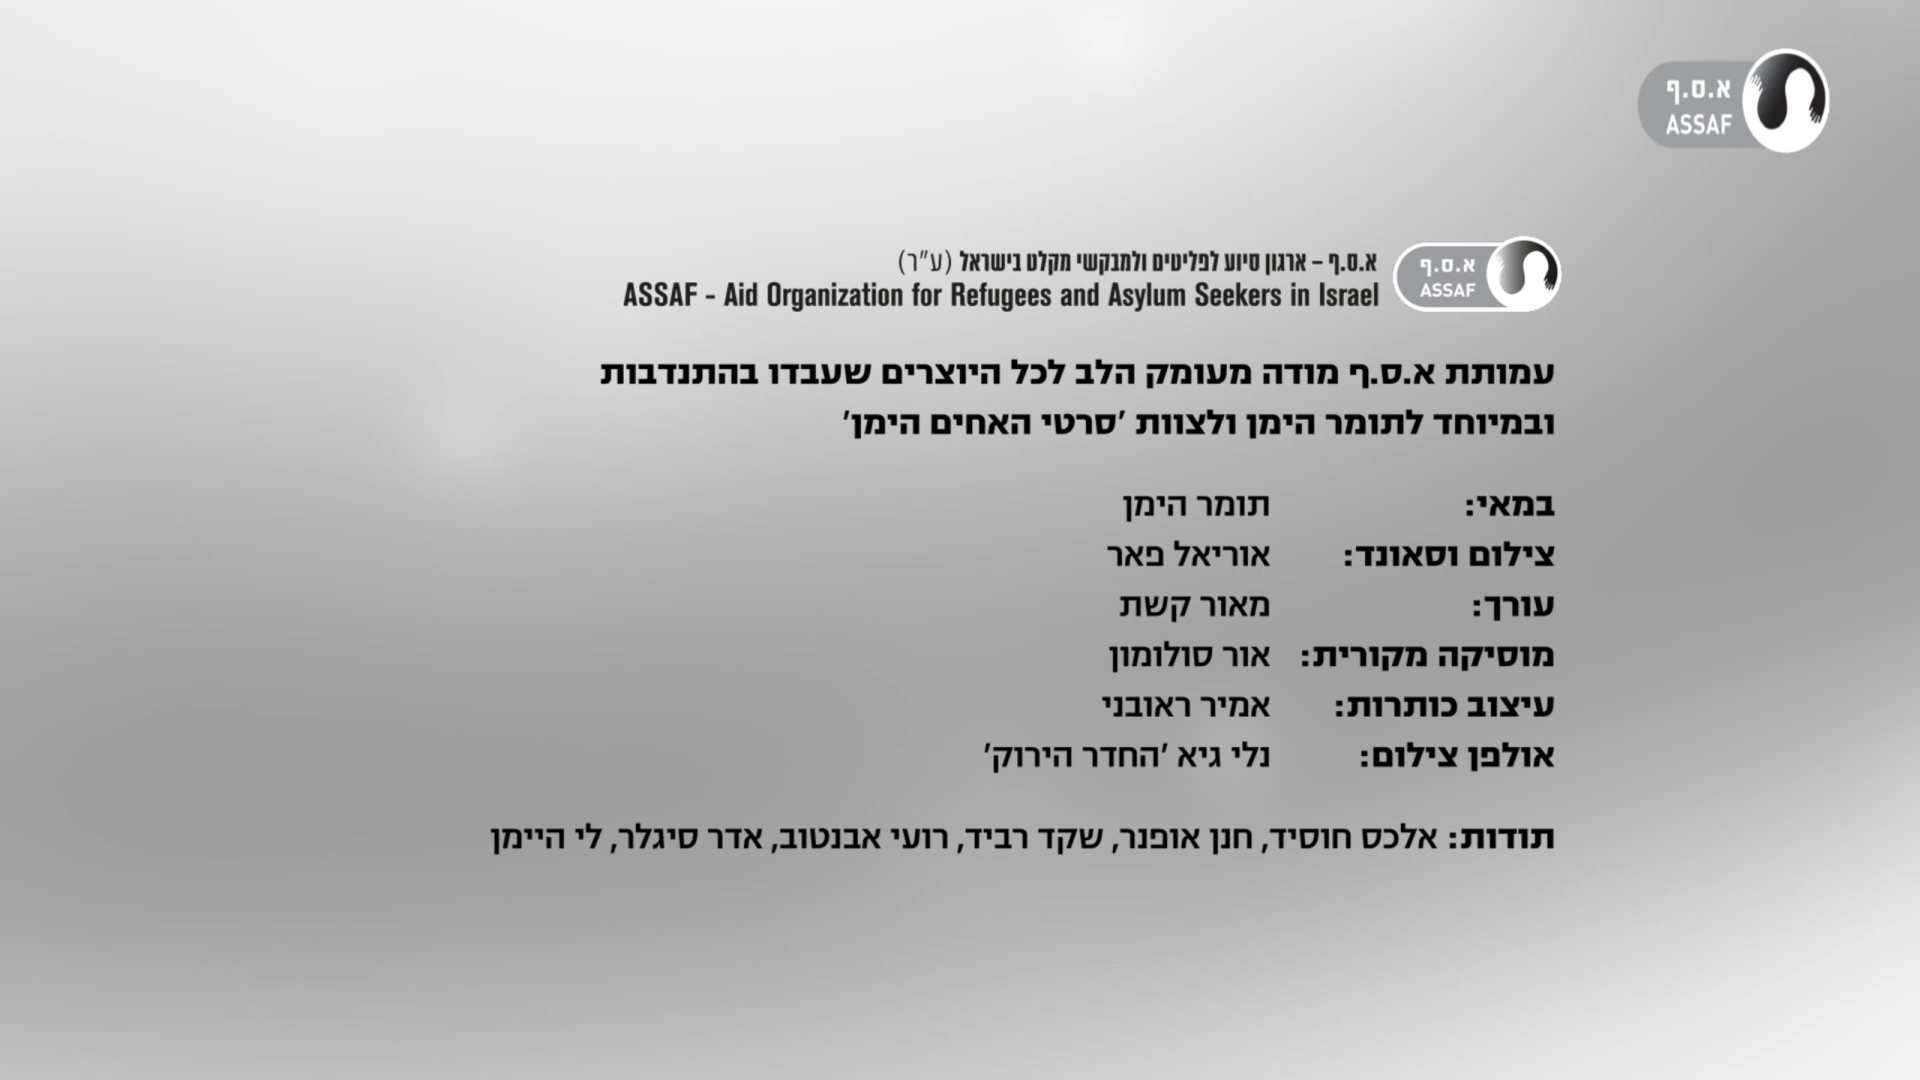 א.ס.ף
ASSAF
א.ס.ף – ארגון סיוע לפליטים ולמבקשי מקלט בישראל (ע״ר)
ASSAF - Aid Organization for Refugees and Asylum Seekers in Israel
א.ס.ף
ASSAF
עמותת א.ס.ף מודה מעומק הלב לכל היוצרים שעבדו בהתנדבות
ובמיוחד לתומר הימן ולצוות ׳סרטי האחים הימן׳
במאי: תומר הימן
צילום וסאונד: אוריאל פאר
עורך: מאור קשת
מוסיקה מקורית: אור סולומון
עיצוב כותרות: אמיר ראובני
אולפן צילום: נלי גיא ׳החדר הירוק׳
תודות: אלכס חוסיד, חנן אופנר, שקד רביד, רועי אבנטוב, אדר סיגלר, לי היימן